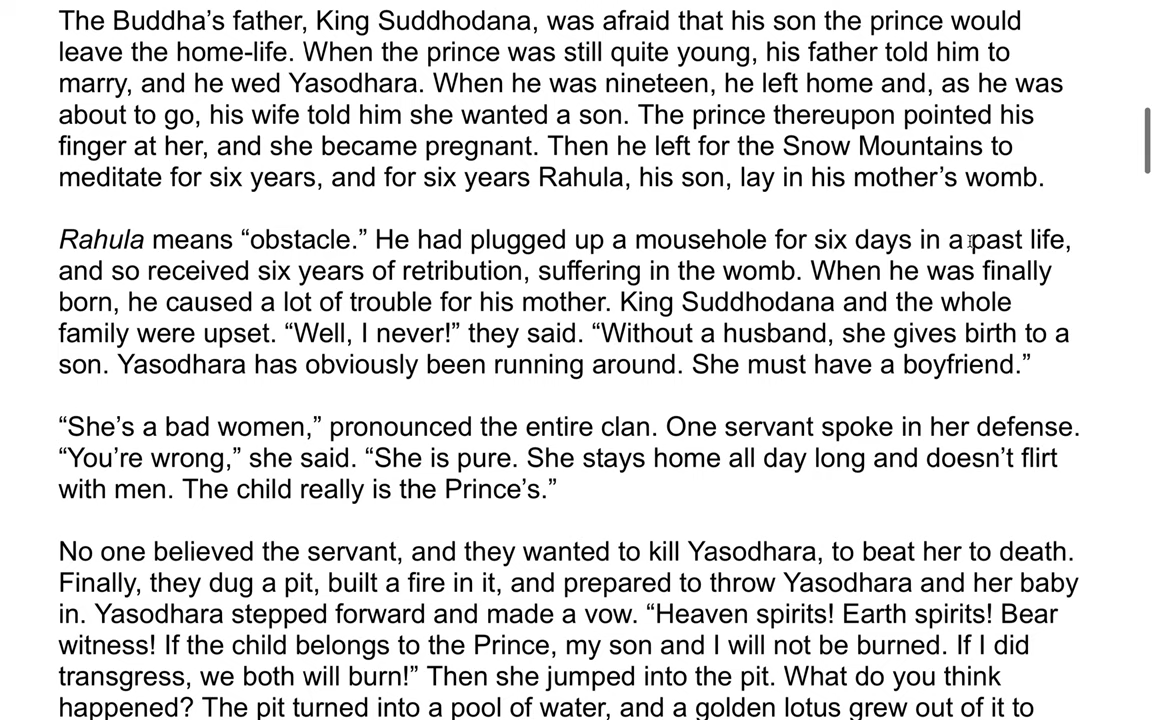 The Buddha’s father, King Suddhodana, was afraid that his son the prince would
leave the home-life. When the prince was still quite young, his father told him to
marry, and he wed Yasodhara. When he was nineteen, he left home and, as he was
about to go, his wife told him she wanted a son. The prince thereupon pointed his
finger at her, and she became pregnant. Then he left for the Snow Mountains to
meditate for six years, and for six years Rahula, his son, lay in his mother’s womb.
Rahula means “obstacle.” He had plugged up a mousehole for six days in a past life,
and so received six years of retribution, suffering in the womb. When he was finally
born, he caused a lot of trouble for his mother. King Suddhodana and the whole
family were upset. “Well, I never!” they said. “Without a husband, she gives birth to a
son. Yasodhara has obviously been running around. She must have a boyfriend.”
“She’s a bad women,” pronounced the entire clan. One servant spoke in her defense.
“You’re wrong,” she said. “She is pure. She stays home all day long and doesn’t flirt
with men. The child really is the Prince’s.”
No one believed the servant, and they wanted to kill Yasodhara, to beat her to death.
Finally, they dug a pit, built a fire in it, and prepared to throw Yasodhara and her baby
in. Yasodhara stepped forward and made a vow. “Heaven spirits! Earth spirits! Bear
witness! If the child belongs to the Prince, my son and I will not be burned. If I did
transgress, we both will burn!” Then she jumped into the pit. What do you think
happened? The pit turned into a pool of water, and a golden lotus grew out of it to